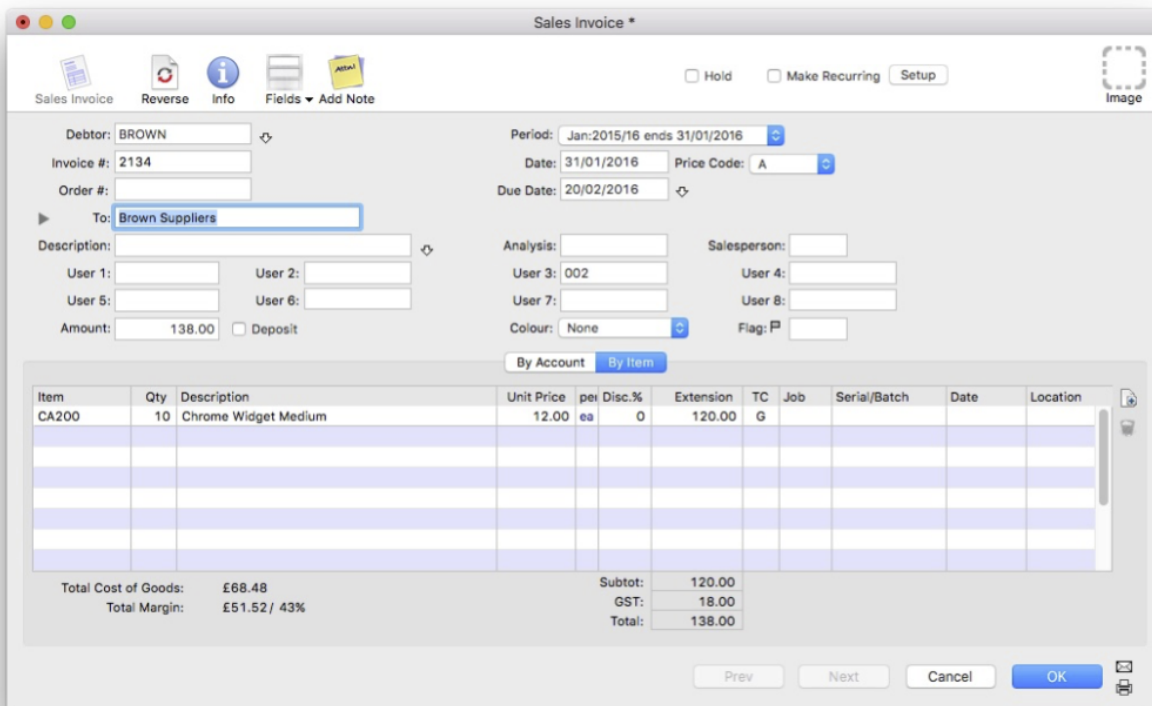 Sales Invoice *
Hold Make Recurring Setup
Sales Invoice Reverse Info Fields Add Note Image
Debtor: BROWN Period: Jan:2015/16 ends 31/01/2016
Invoice #: 2134 Date: 31/01/2016 Price Code: A
Order #: Due Date: 20/02/2016
To: Brown Suppliers
Description: Analysis: Salesperson:
User 1: User 2: User 3: 002 User 4:
User 5: User 6: User 7: User 8:
Amount: 138.00 Deposit Colour: None Flag:
By Account By Item
Item Qty Description Unit Price per Disc.% Extension TC Job Serial/Batch Date Location
CA200 10 Chrome Widget Medium 12.00 ea 0 120.00 G
Total Cost of Goods: £68.48 Subtot: 120.00
Total Margin: £51.52/ 43% GST: 18.00
Total: 138.00
Prev Next Cancel OK